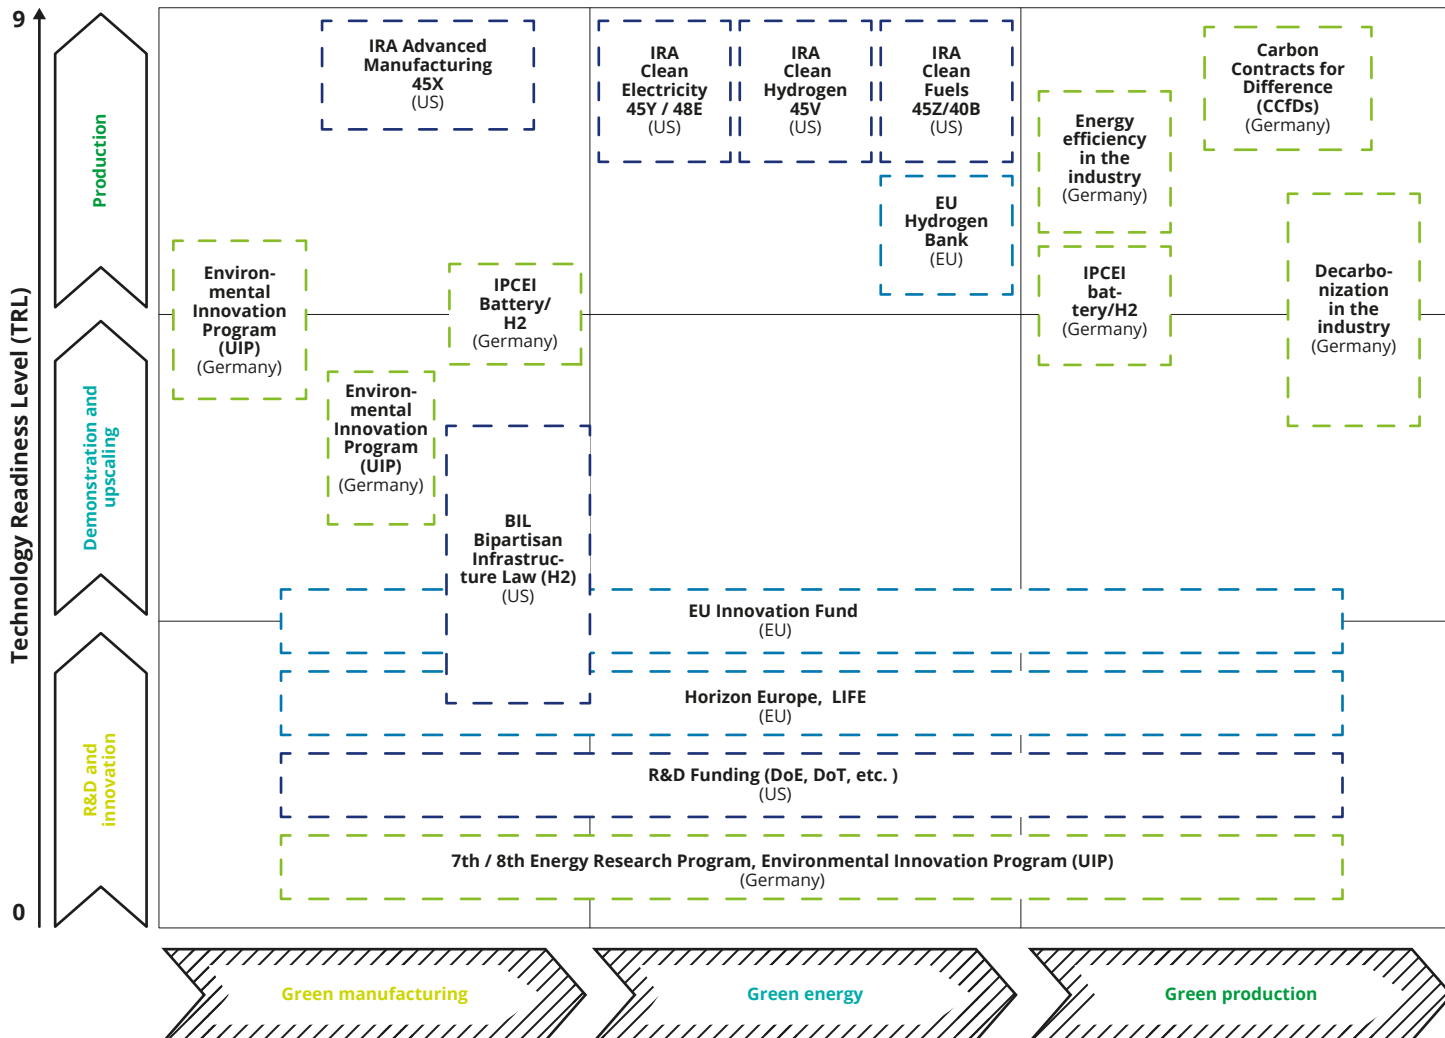 9
Technology Readiness Level (TRL)
0
Production
Demonstration and
upscaling
R&D and
innovation
IRA Advanced
Manufacturing
45X
(US)
IRA
Clean
Electricity
45Y / 48E
(US)
IRA
Clean
Hydrogen
45V
(US)
IRA
Clean
Fuels
45Z/40B
(US)
Carbon
Contracts for
Difference
(CCfDs)
(Germany)
Energy
efficiency
in the
industry
(Germany)
EU
Hydrogen
Bank
(EU)
Environ-
mental
Innovation
Program
(UIP)
(Germany)
IPCEI
Battery/
H2
(Germany)
IPCEI
bat-
tery/H2
(Germany)
Decarbo-
nization
in the
industry
(Germany)
Environ-
mental
Innovation
Program
(UIP)
(Germany)
BIL
Bipartisan
Infrastruc-
ture Law (H2)
(US)
EU Innovation Fund
(EU)
Horizon Europe, LIFE
(EU)
R&D Funding (DoE, DoT, etc. )
(US)
7th / 8th Energy Research Program, Environmental Innovation Program (UIP)
(Germany)
Green manufacturing
Green energy
Green production